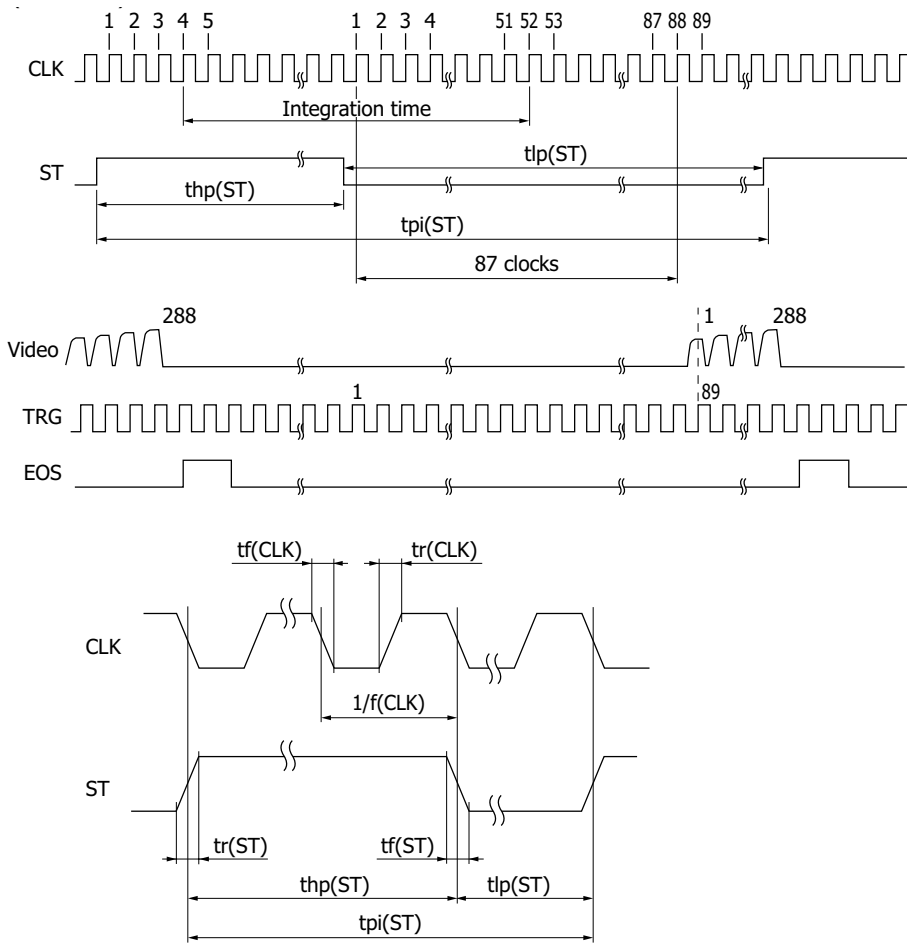 1 2 3 4 5 1 2 3 4 51 52 53 87 88 89
CLK
Integration time
ST
tlp(ST)
thp(ST)
tpi(ST)
87 clocks
288 1 288
Video
1 89
TRG
EOS
tf(CLK) tr(CLK)
CLK
1/f(CLK)
ST
tr(ST) tf(ST)
thp(ST) tlp(ST)
tpi(ST)